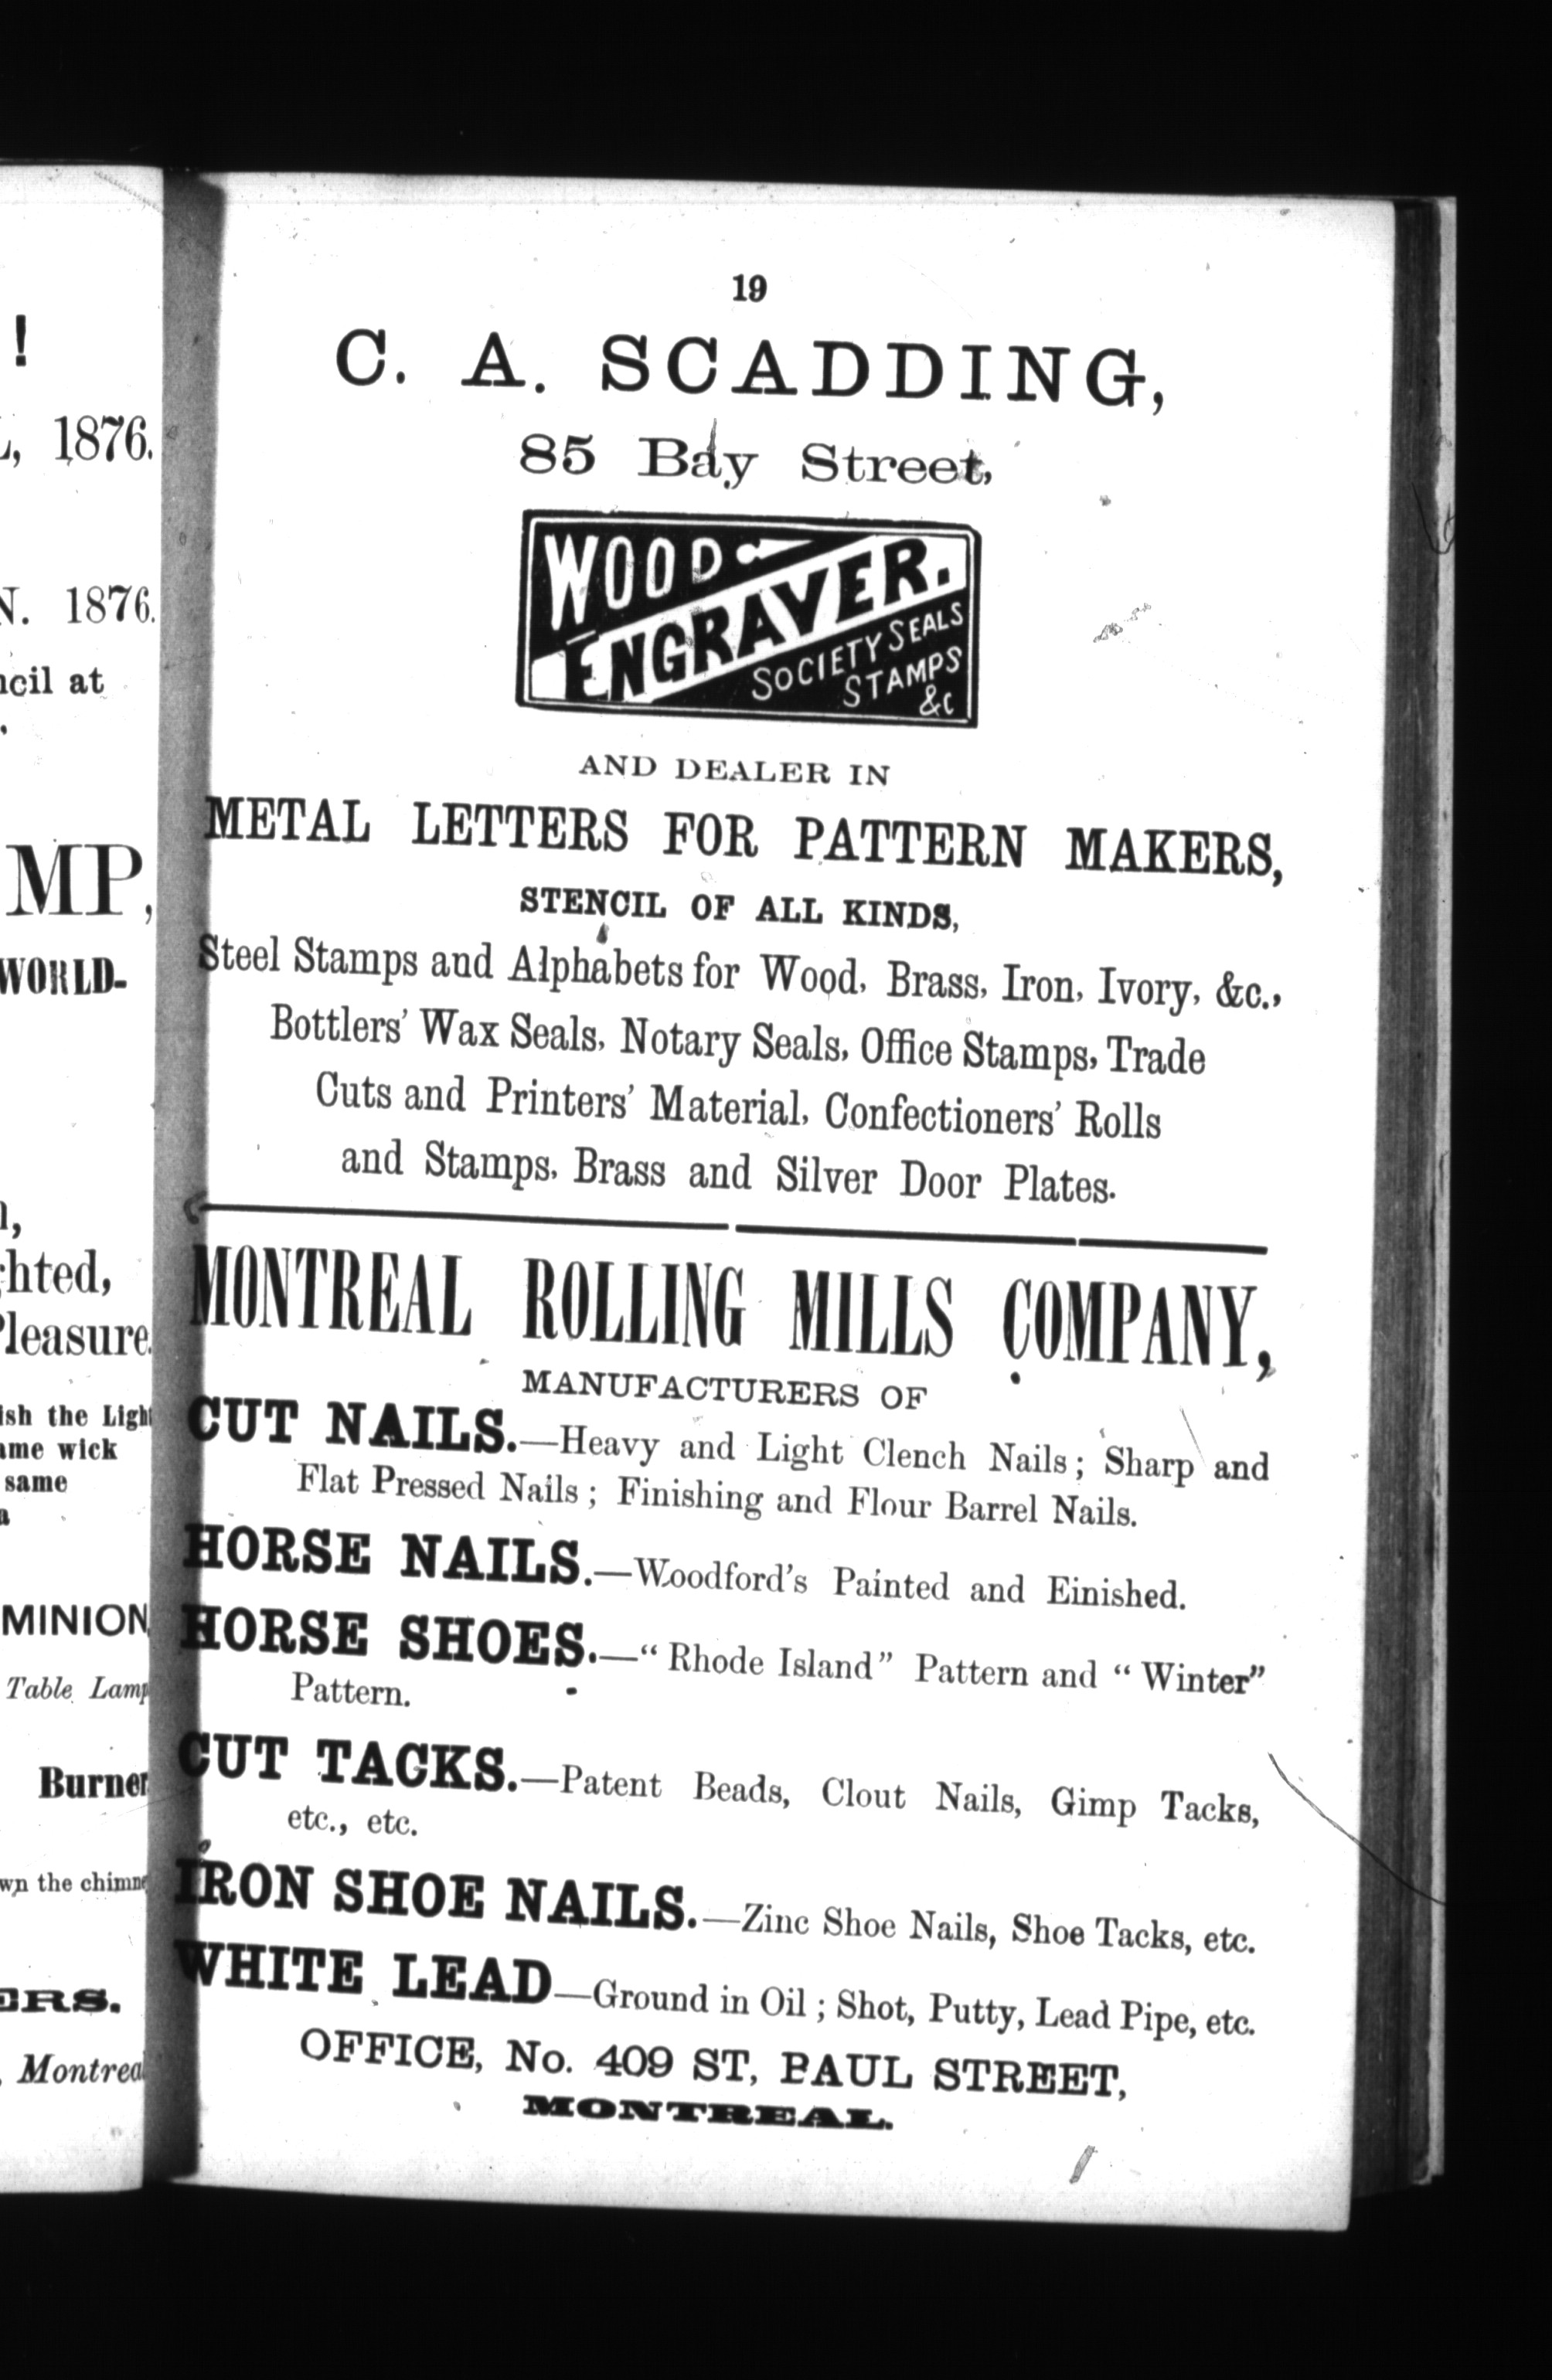 !
, 1876.
N. 1876.
ncil at
MP,
WORLD-
hted,
Pleasure.
ish the Light
ame wick
same
MINION
Table Lamp
Burner
wn the chimne
ERS.
, Montreal
19
C. A. SCADDING,
85 Bay Street,
WOOD
ENGRAVER.
SOCIETY SEALS
STAMPS
&c
AND DEALER IN
METAL LETTERS FOR PATTERN MAKERS,
STENCIL OF ALL KINDS,
Steel Stamps and Alphabets for Wood, Brass, Iron, Ivory, &c.,
Bottlers' Wax Seals, Notary Seals, Office Stamps, Trade
Cuts and Printers' Material, Confectioners' Rolls
and Stamps, Brass and Silver Door Plates.
MONTREAL ROLLING MILLS COMPANY,
MANUFACTURERS OF
CUT NAILS.—Heavy and Light Clench Nails; Sharp and
Flat Pressed Nails; Finishing and Flour Barrel Nails.
HORSE NAILS.—Woodford's Painted and Einished.
HORSE SHOES.—"Rhode Island" Pattern and "Winter"
Pattern.
CUT TACKS.—Patent Beads, Clout Nails, Gimp Tacks,
etc., etc.
IRON SHOE NAILS.—Zinc Shoe Nails, Shoe Tacks, etc.
WHITE LEAD—Ground in Oil; Shot, Putty, Lead Pipe, etc.
OFFICE, No. 409 ST, PAUL STREET,
MONTREAL.